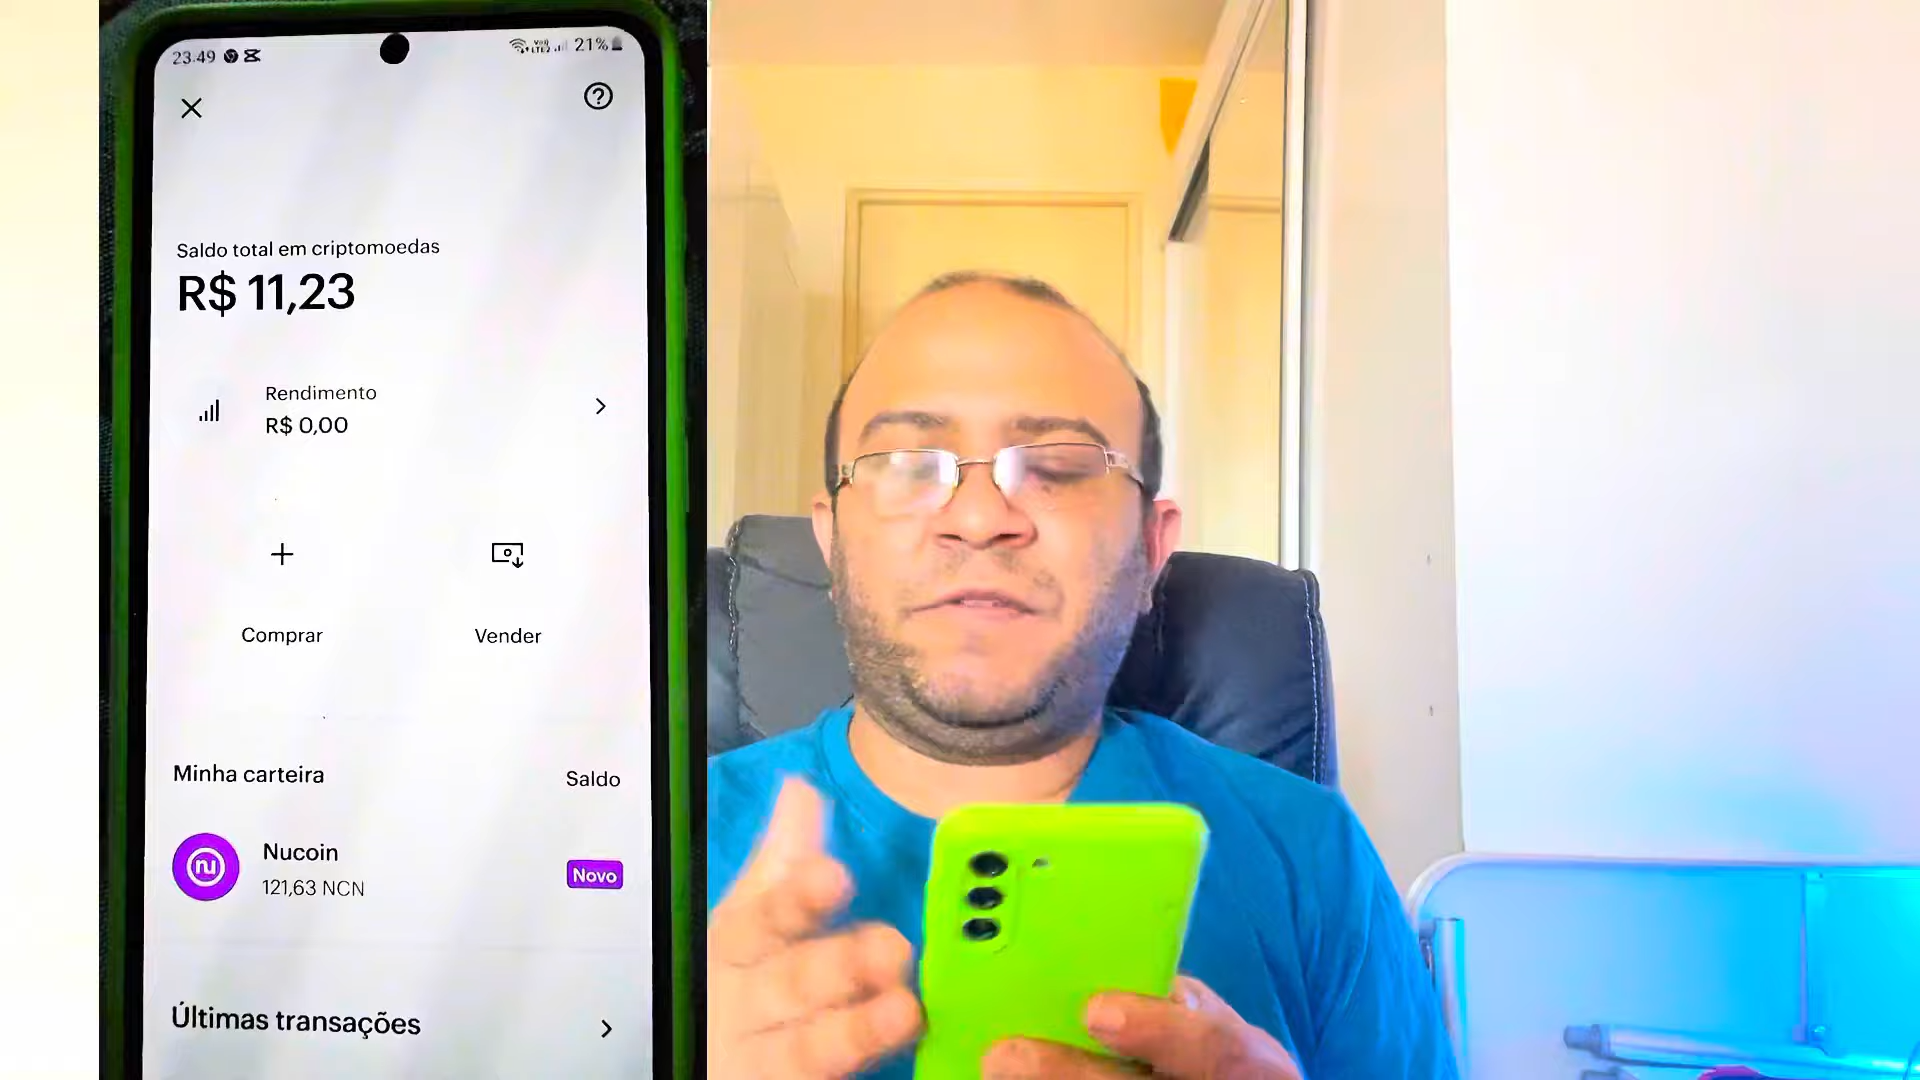 23.49
21%
Saldo total em criptomoedas
R$ 11,23
Rendimento
R$ 0,00
Comprar
Vender
Minha carteira
Saldo
nu
Nucoin
121,63 NCN
Novo
Últimas transações